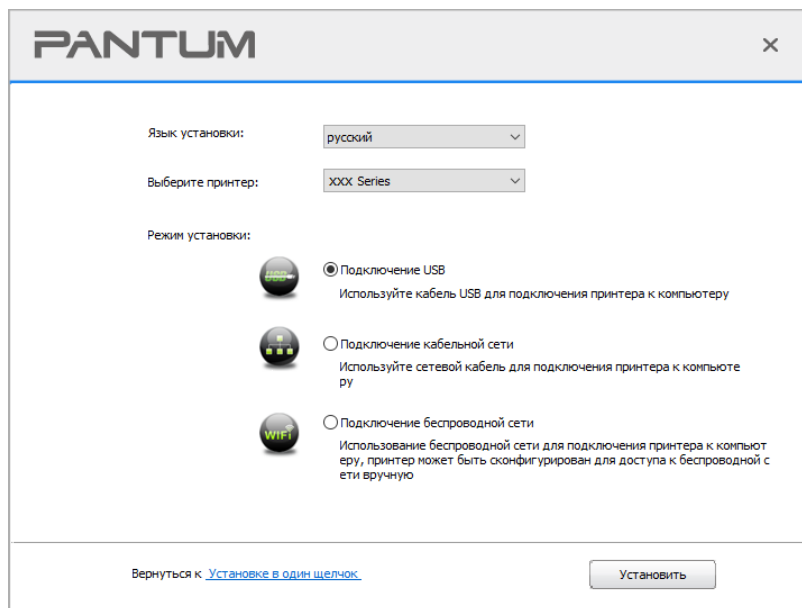 PANTUM
Язык установки:
русский
Выберите принтер:
XXX Series
Режим установки:
USB
Подключение USB
Используйте кабель USB для подключения принтера к компьютеру
Подключение кабельной сети
Используйте сетевой кабель для подключения принтера к компьюте
ру
WiFi
Подключение беспроводной сети
Использование беспроводной сети для подключения принтера к компьют
еру, принтер может быть сконфигурирован для доступа к беспроводной с
ети вручную
Вернуться к Установке в один щелчок
Установить